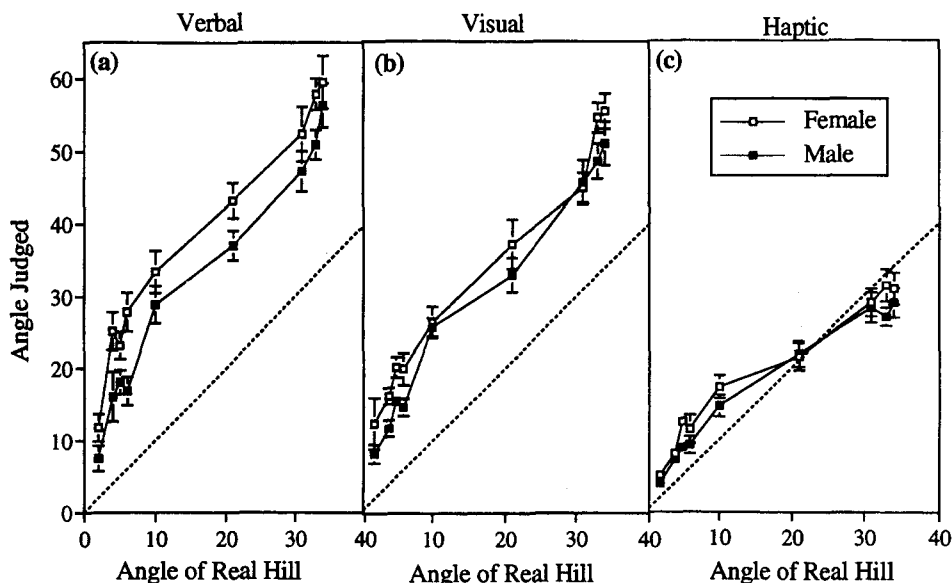 Verbal Visual Haptic
(a) (b) (c)
Female
Male
Angle Judged
60
50
40
30
20
10
0
0 10 20 30 40 10 20 30 40 10 20 30 40
Angle of Real Hill Angle of Real Hill Angle of Real Hill